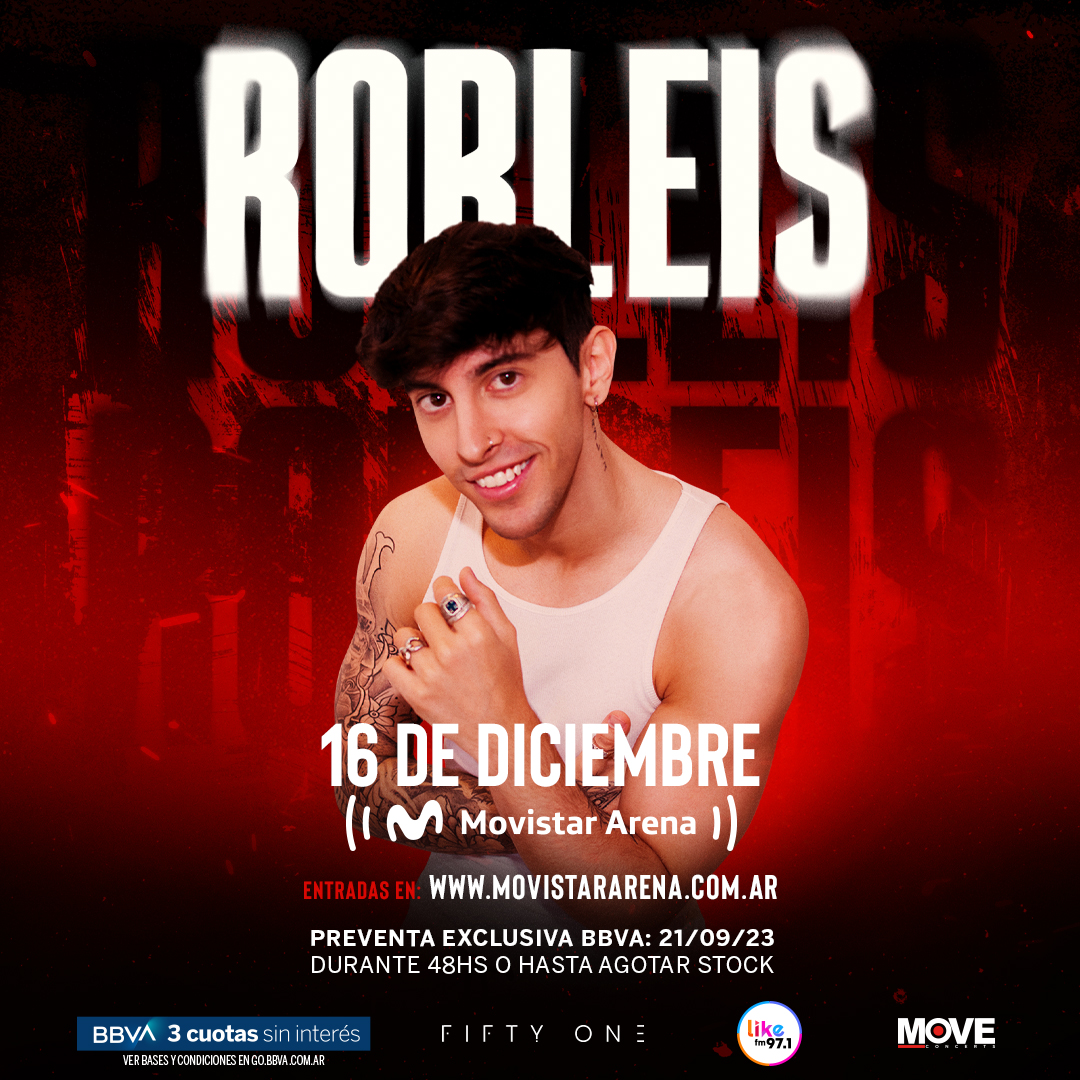 ROBLEIS
16 DE DICIEMBRE
Movistar Arena
ENTRADAS EN: WWW.MOVISTARARENA.COM.AR
PREVENTA EXCLUSIVA BBVA: 21/09/23
DURANTE 48HS O HASTA AGOTAR STOCK
BBVA 3 cuotas sin interés
VER BASES Y CONDICIONES EN GO.BBVA.COM.AR
FIFTY ONE
like
fm 97.1
MOVE
CONCERTS